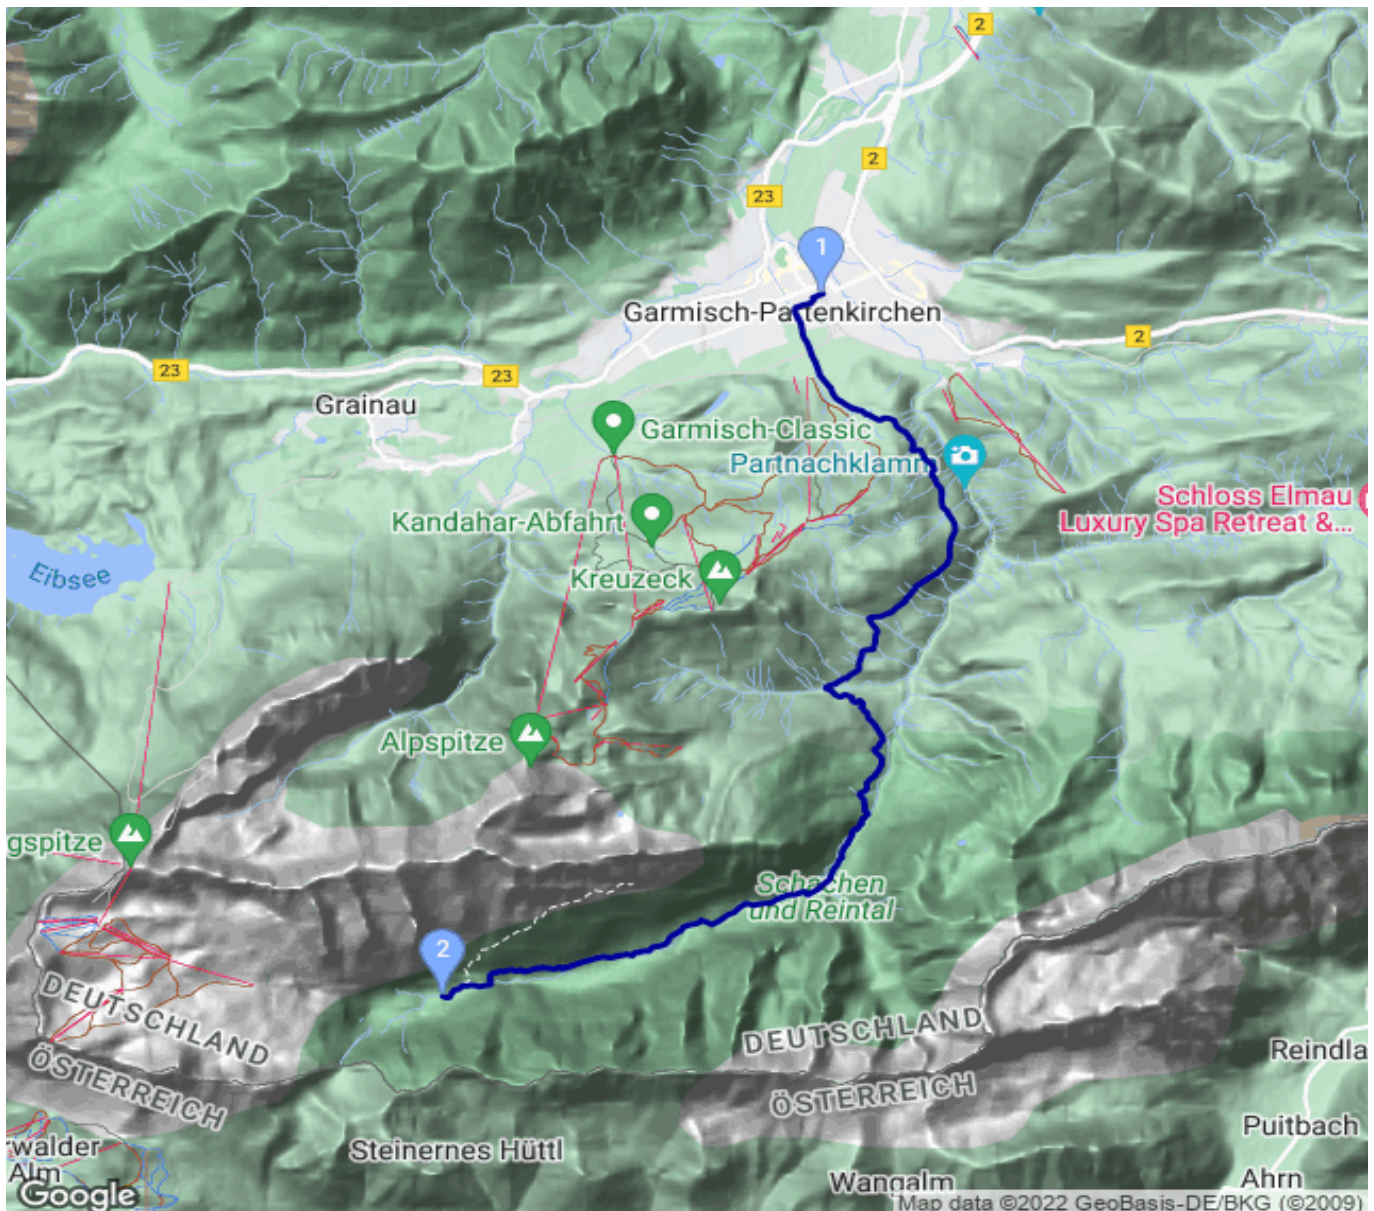 2
2
23
1
Garmisch-Partenkirchen
2
23
23
Grainau
Garmisch-Classic
Partnachklamm
Schloss Elmau
Luxury Spa Retreat &...
Kandahar-Abfahrt
Eibsee
Kreuzeck
Alpspitze
gspitze
Schachen
und Reintal
2
DEUTSCHLAND
ÖSTERREICH
DEUTSCHLAND
ÖSTERREICH
Reindla
Puitbach
rwalder
Alm
Steinernes Hüttl
Wangalm
Ahrn
Google
Map data ©2022 GeoBasis-DE/BKG (©2009)